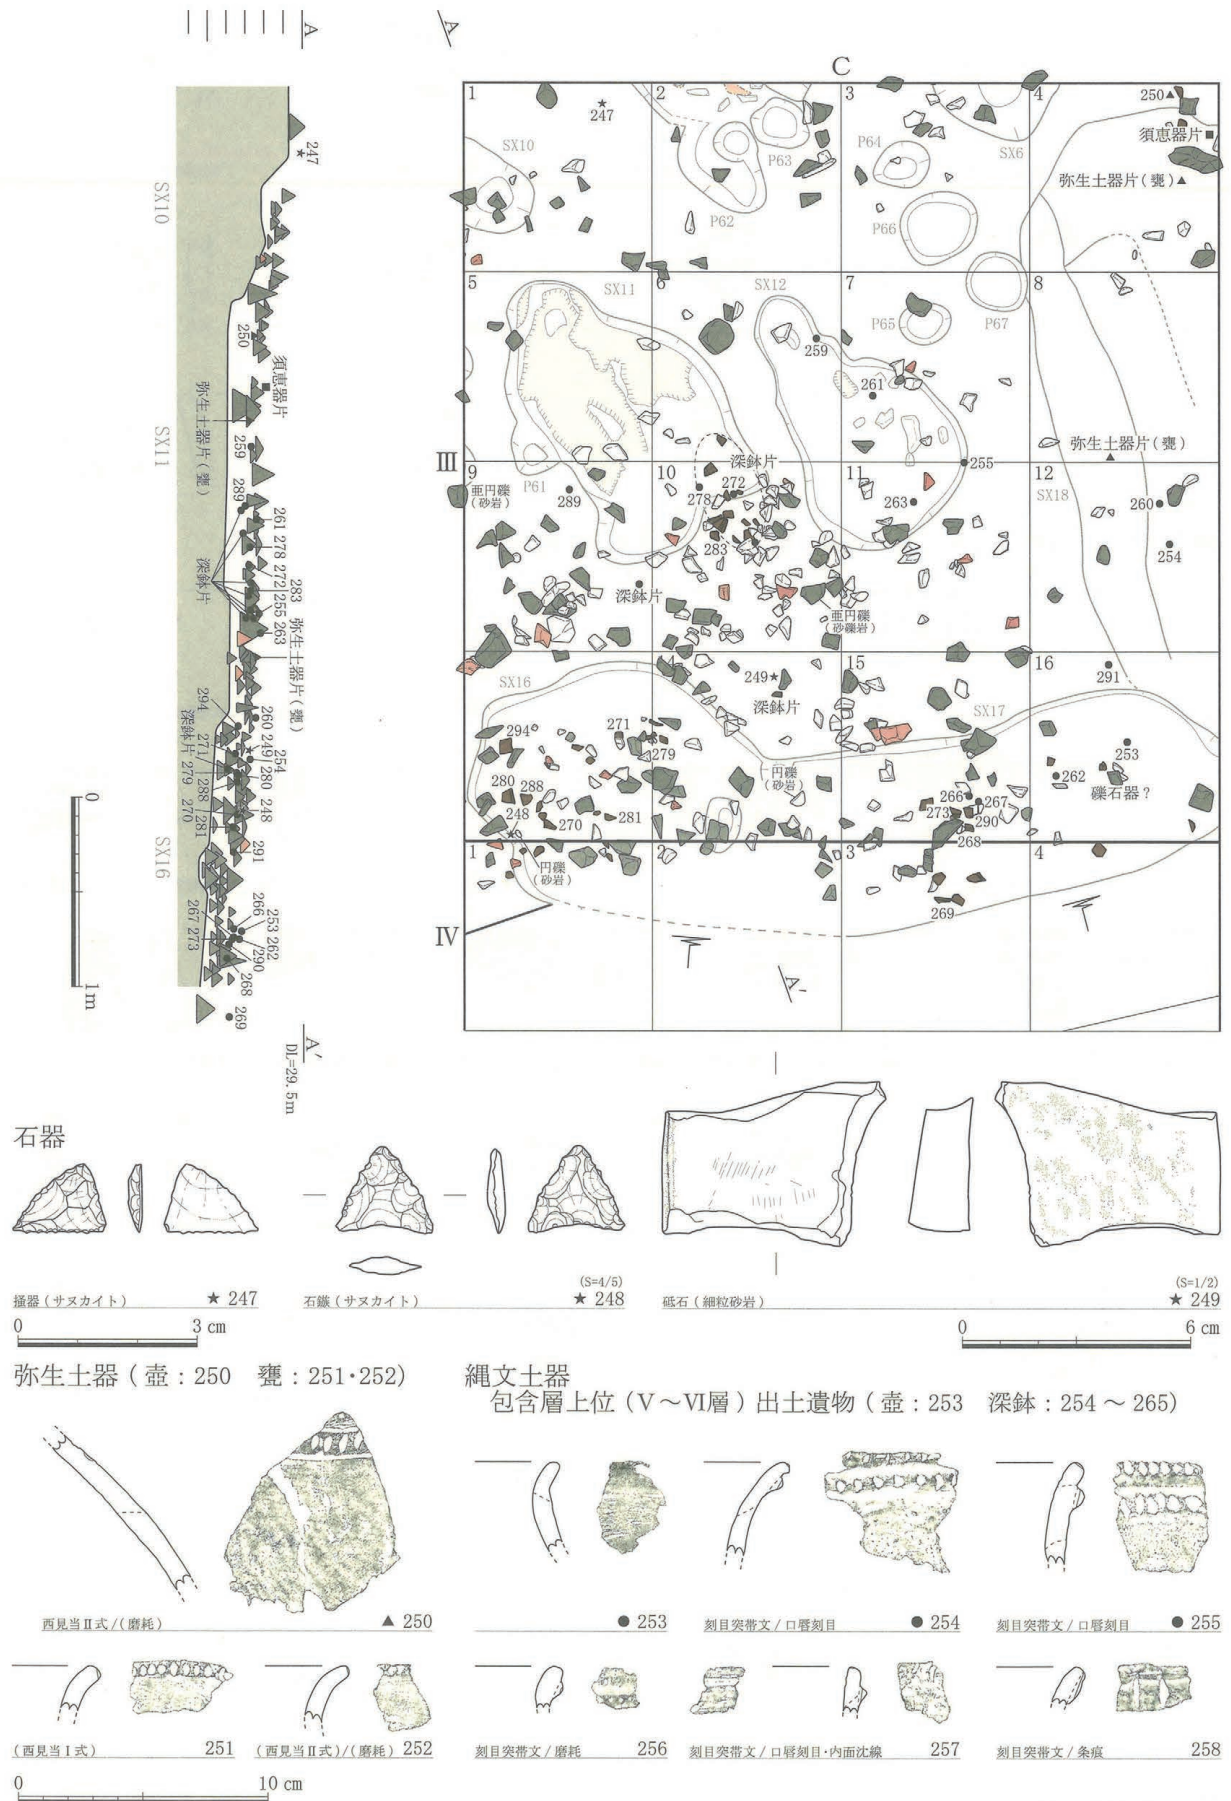 A
A
C
SX10
SX11
SX16
247
250
須恵器片
弥生土器片（甕）
259
289
261
278
深鉢片
272
283
255
263
弥生土器片（甕）
294
深鉢片
271
279
260
249
254
280
288
270
248
281
291
267 273
266
253 262
290
268
269
0
1m
A'
DL=29.5m
1
2
3
4
247
250▲
須恵器片■
弥生土器片（甕）▲
SX10
P63
P62
P64
SX6
P66
5
6
7
8
SX11
SX12
P65
P67
259
261
弥生土器片（甕）
255
III
9
10
11
12
亜円礫
（砂岩）
P61
289
深鉢片
272
278
283
263
SX18
260
254
深鉢片
亜円礫
（砂礫岩）
14
15
16
SX16
249★
深鉢片
SX17
291
294
271
279
253
円礫
（砂岩）
262
礫石器？
280 288
248
270
281
266
267
273
290
268
1
2
3
4
円礫
（砂岩）
269
IV
A'
石器
掻器（サヌカイト） ★ 247
石鏃（サヌカイト） (S=4/5) ★ 248
砥石（細粒砂岩） (S=1/2) ★ 249
0 3 cm
0 6 cm
弥生土器（壺：250 甕：251・252）
縄文土器
包含層上位（Ⅴ～Ⅵ層）出土遺物（壺：253 深鉢：254 ～ 265）
西見当Ⅱ式/（磨耗） ▲ 250
● 253
刻目突帯文/口唇刻目 ● 254
刻目突帯文/口唇刻目 ● 255
（西見当Ⅰ式） 251
（西見当Ⅱ式）/（磨耗） 252
刻目突帯文/磨耗 256
刻目突帯文/口唇刻目・内面沈線 257
刻目突帯文/条痕 258
0 10 cm